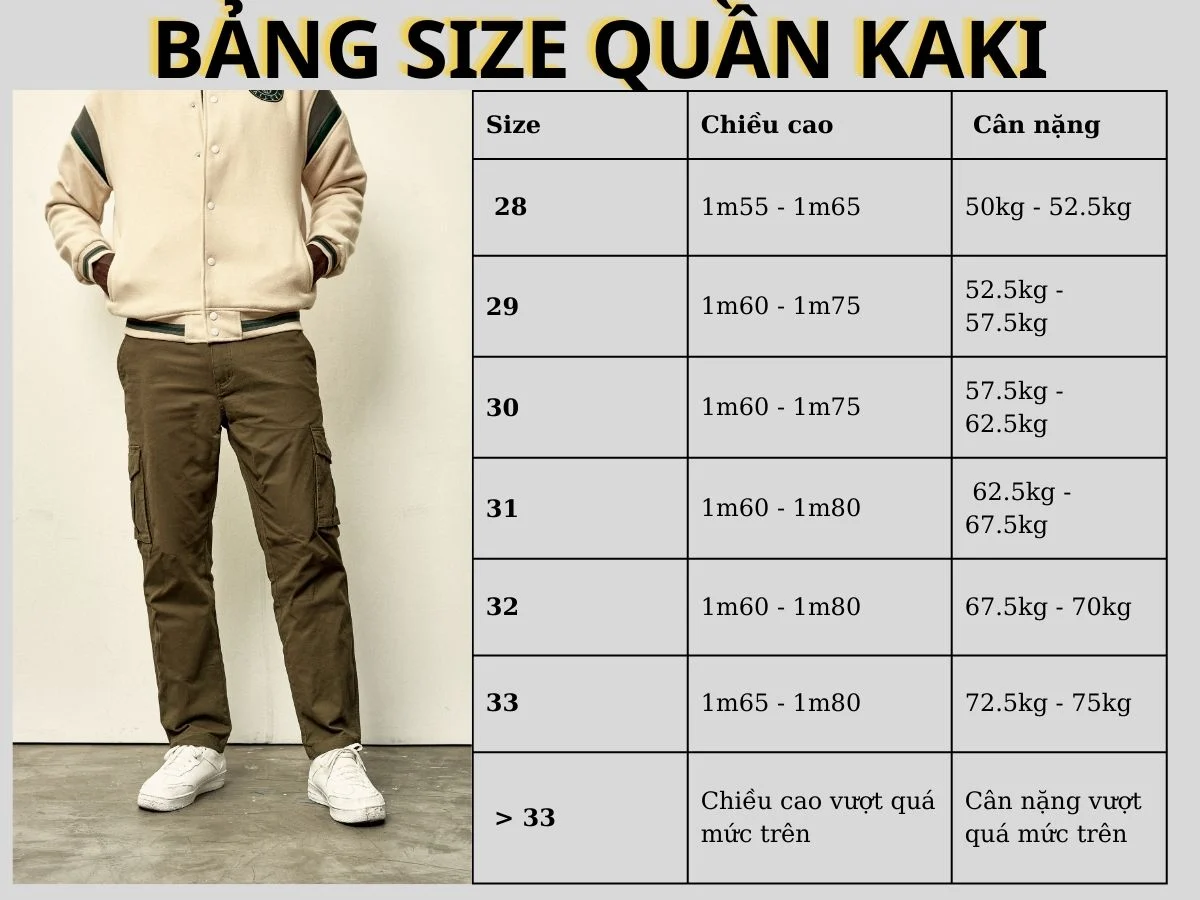 BẢNG SIZE QUẦN KAKI
Size Chiều cao Cân nặng
28 1m55 - 1m65 50kg - 52.5kg
29 1m60 - 1m75 52.5kg -
57.5kg
30 1m60 - 1m75 57.5kg -
62.5kg
31 1m60 - 1m80 62.5kg -
67.5kg
32 1m60 - 1m80 67.5kg - 70kg
33 1m65 - 1m80 72.5kg - 75kg
> 33 Chiều cao vượt quá Cân nặng vượt
mức trên quá mức trên